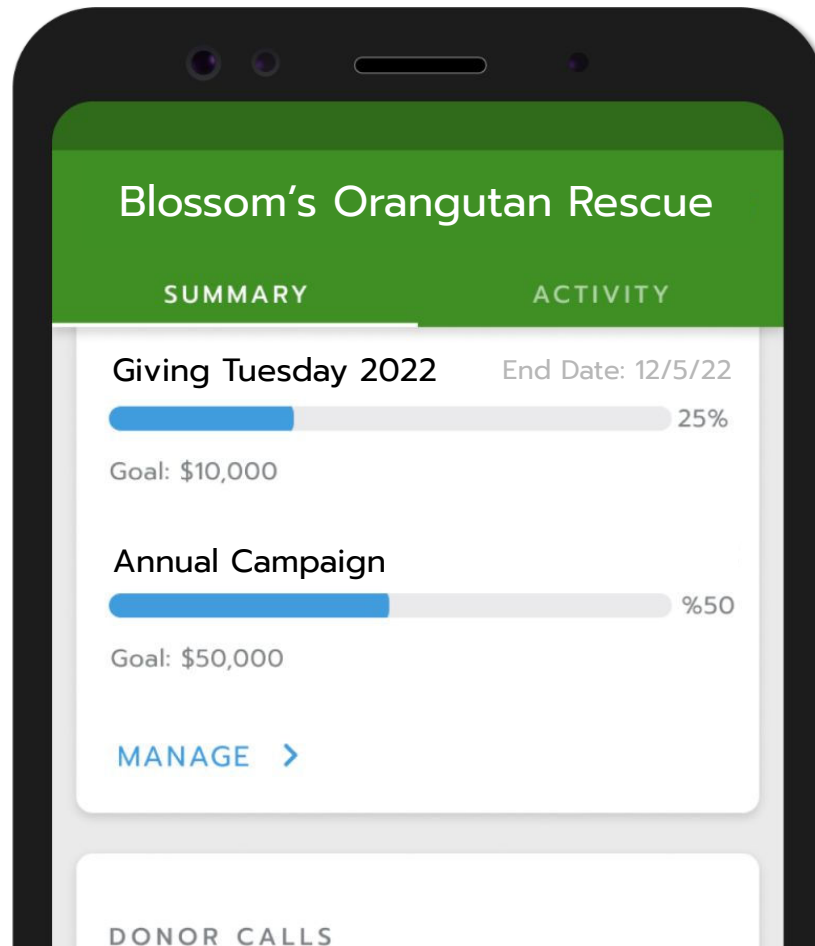 Blossom's Orangutan Rescue
SUMMARY ACTIVITY
Giving Tuesday 2022 End Date: 12/5/22
25%
Goal: $10,000
Annual Campaign
%50
Goal: $50,000
MANAGE >
DONOR CALLS